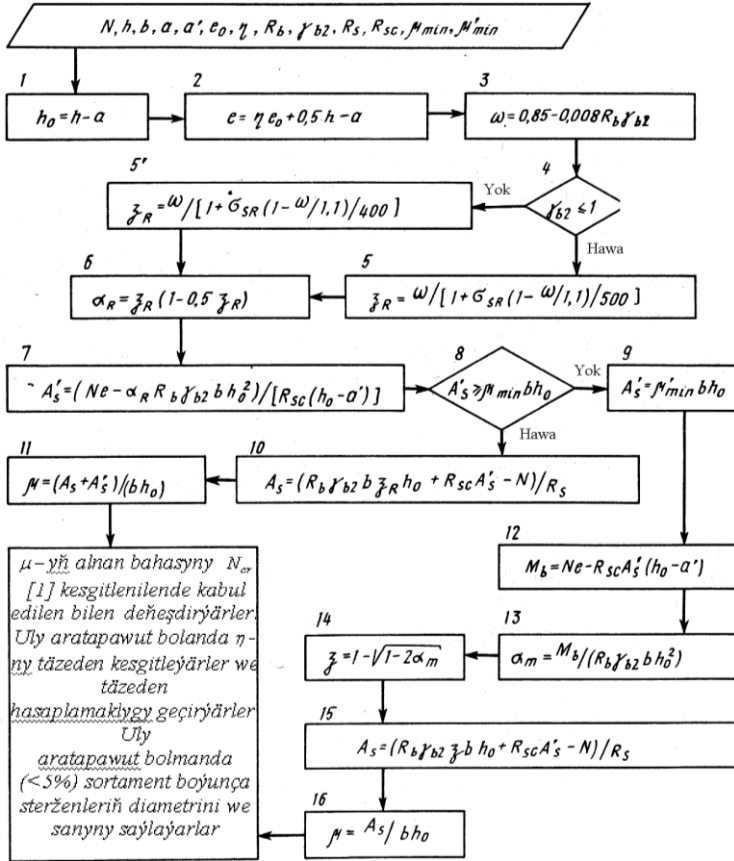 N, h, b, a, a', e₀, η, R_b, γ_b2, R_s, R_sc, μ_min, μ'_min
1
h₀ = h-a
2
e = η e₀ + 0,5 h - a
3
ω = 0,85-0,008 R_b γ_b2
4
γ_b2 ≤ 1
Yok
Hawa
5'
ξ_R = ω/[1+σ_SR (1-ω/1,1)/400]
5
ξ_R = ω/[1+σ_SR (1-ω/1,1)/500]
6
α_R = ξ_R (1-0,5 ξ_R)
7
A'_s = (Ne - α_R R_b γ_b2 b h₀²)/[R_sc (h₀-a')]
8
A'_s ≥ μ_min b h₀
Yok
Hawa
9
A'_s = μ'_min b h₀
10
A_s = (R_b γ_b2 b ξ_R h₀ + R_sc A'_s - N)/R_s
11
μ = (A_s + A'_s)/(b h₀)
μ-yň alnan bahasyny N_cr
[1] kesgitlenilende kabul
edilen bilen deňeşdirýärler.
Uly aratapawut bolanda η-
ny täzeden kesgitleýärler we
täzeden
hasaplamaklygy geçirýärler
Uly
aratapawut bolmanda
(<5%) sortament boýunça
sterženleriň diametrini we
sanyny saýlaýarlar
12
M_b = Ne - R_sc A'_s (h₀-a')
13
α_m = M_b/(R_b γ_b2 b h₀²)
14
ξ = 1-√1-2α_m
15
A_s = (R_b γ_b2 ξ b h₀ + R_sc A'_s - N)/R_s
16
μ = A_s / b h₀